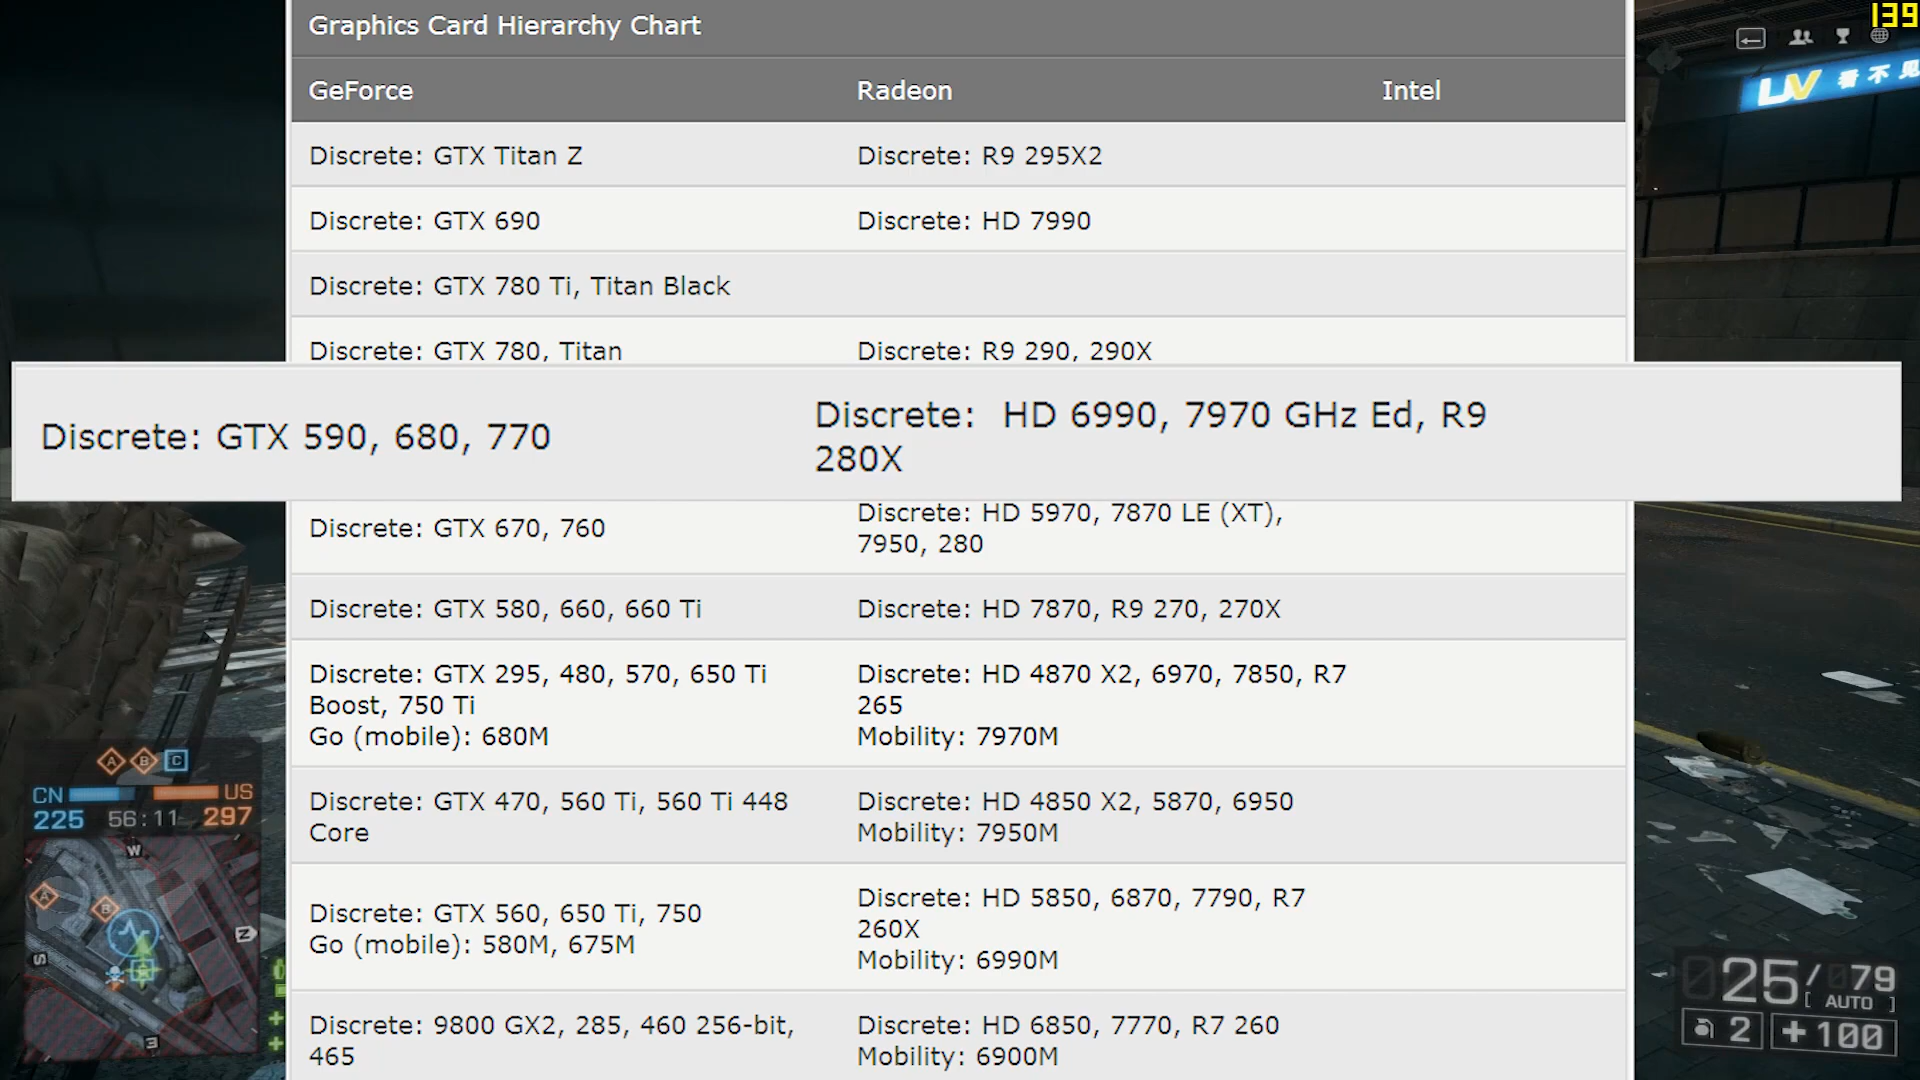 Graphics Card Hierarchy Chart
GeForce Radeon Intel
Discrete: GTX Titan Z Discrete: R9 295X2
Discrete: GTX 690 Discrete: HD 7990
Discrete: GTX 780 Ti, Titan Black
Discrete: GTX 780, Titan Discrete: R9 290, 290X
Discrete: GTX 590, 680, 770
Discrete: HD 6990, 7970 GHz Ed, R9
280X
Discrete: GTX 670, 760
Discrete: HD 5970, 7870 LE (XT),
7950, 280
Discrete: GTX 580, 660, 660 Ti Discrete: HD 7870, R9 270, 270X
Discrete: GTX 295, 480, 570, 650 Ti
Boost, 750 Ti
Go (mobile): 680M
Discrete: HD 4870 X2, 6970, 7850, R7
265
Mobility: 7970M
Discrete: GTX 470, 560 Ti, 560 Ti 448
Core
Discrete: HD 4850 X2, 5870, 6950
Mobility: 7950M
Discrete: GTX 560, 650 Ti, 750
Go (mobile): 580M, 675M
Discrete: HD 5850, 6870, 7790, R7
260X
Mobility: 6990M
Discrete: 9800 GX2, 285, 460 256-bit,
465
Discrete: HD 6850, 7770, R7 260
Mobility: 6900M
139
看不见
A B C
CN US
225 56:11 297
W
A
B
N
S
E
025/079
[ AUTO ]
2 +100